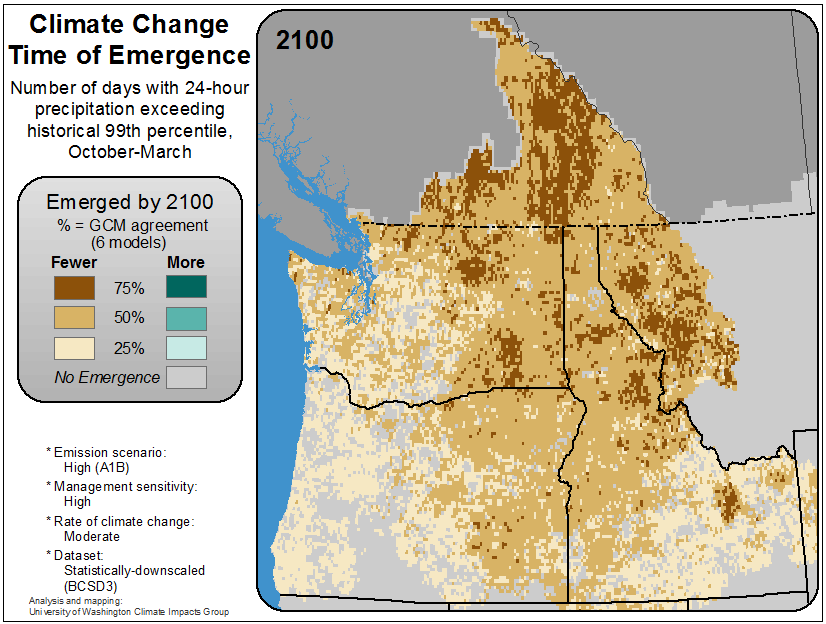 Climate Change
Time of Emergence
Number of days with 24-hour
precipitation exceeding
historical 99th percentile,
October-March
Emerged by 2100
% = GCM agreement
(6 models)
Fewer More
75%
50%
25%
No Emergence
* Emission scenario:
High (A1B)
* Management sensitivity:
High
* Rate of climate change:
Moderate
* Dataset:
Statistically-downscaled
(BCSD3)
Analysis and mapping:
University of Washington Climate Impacts Group
2100